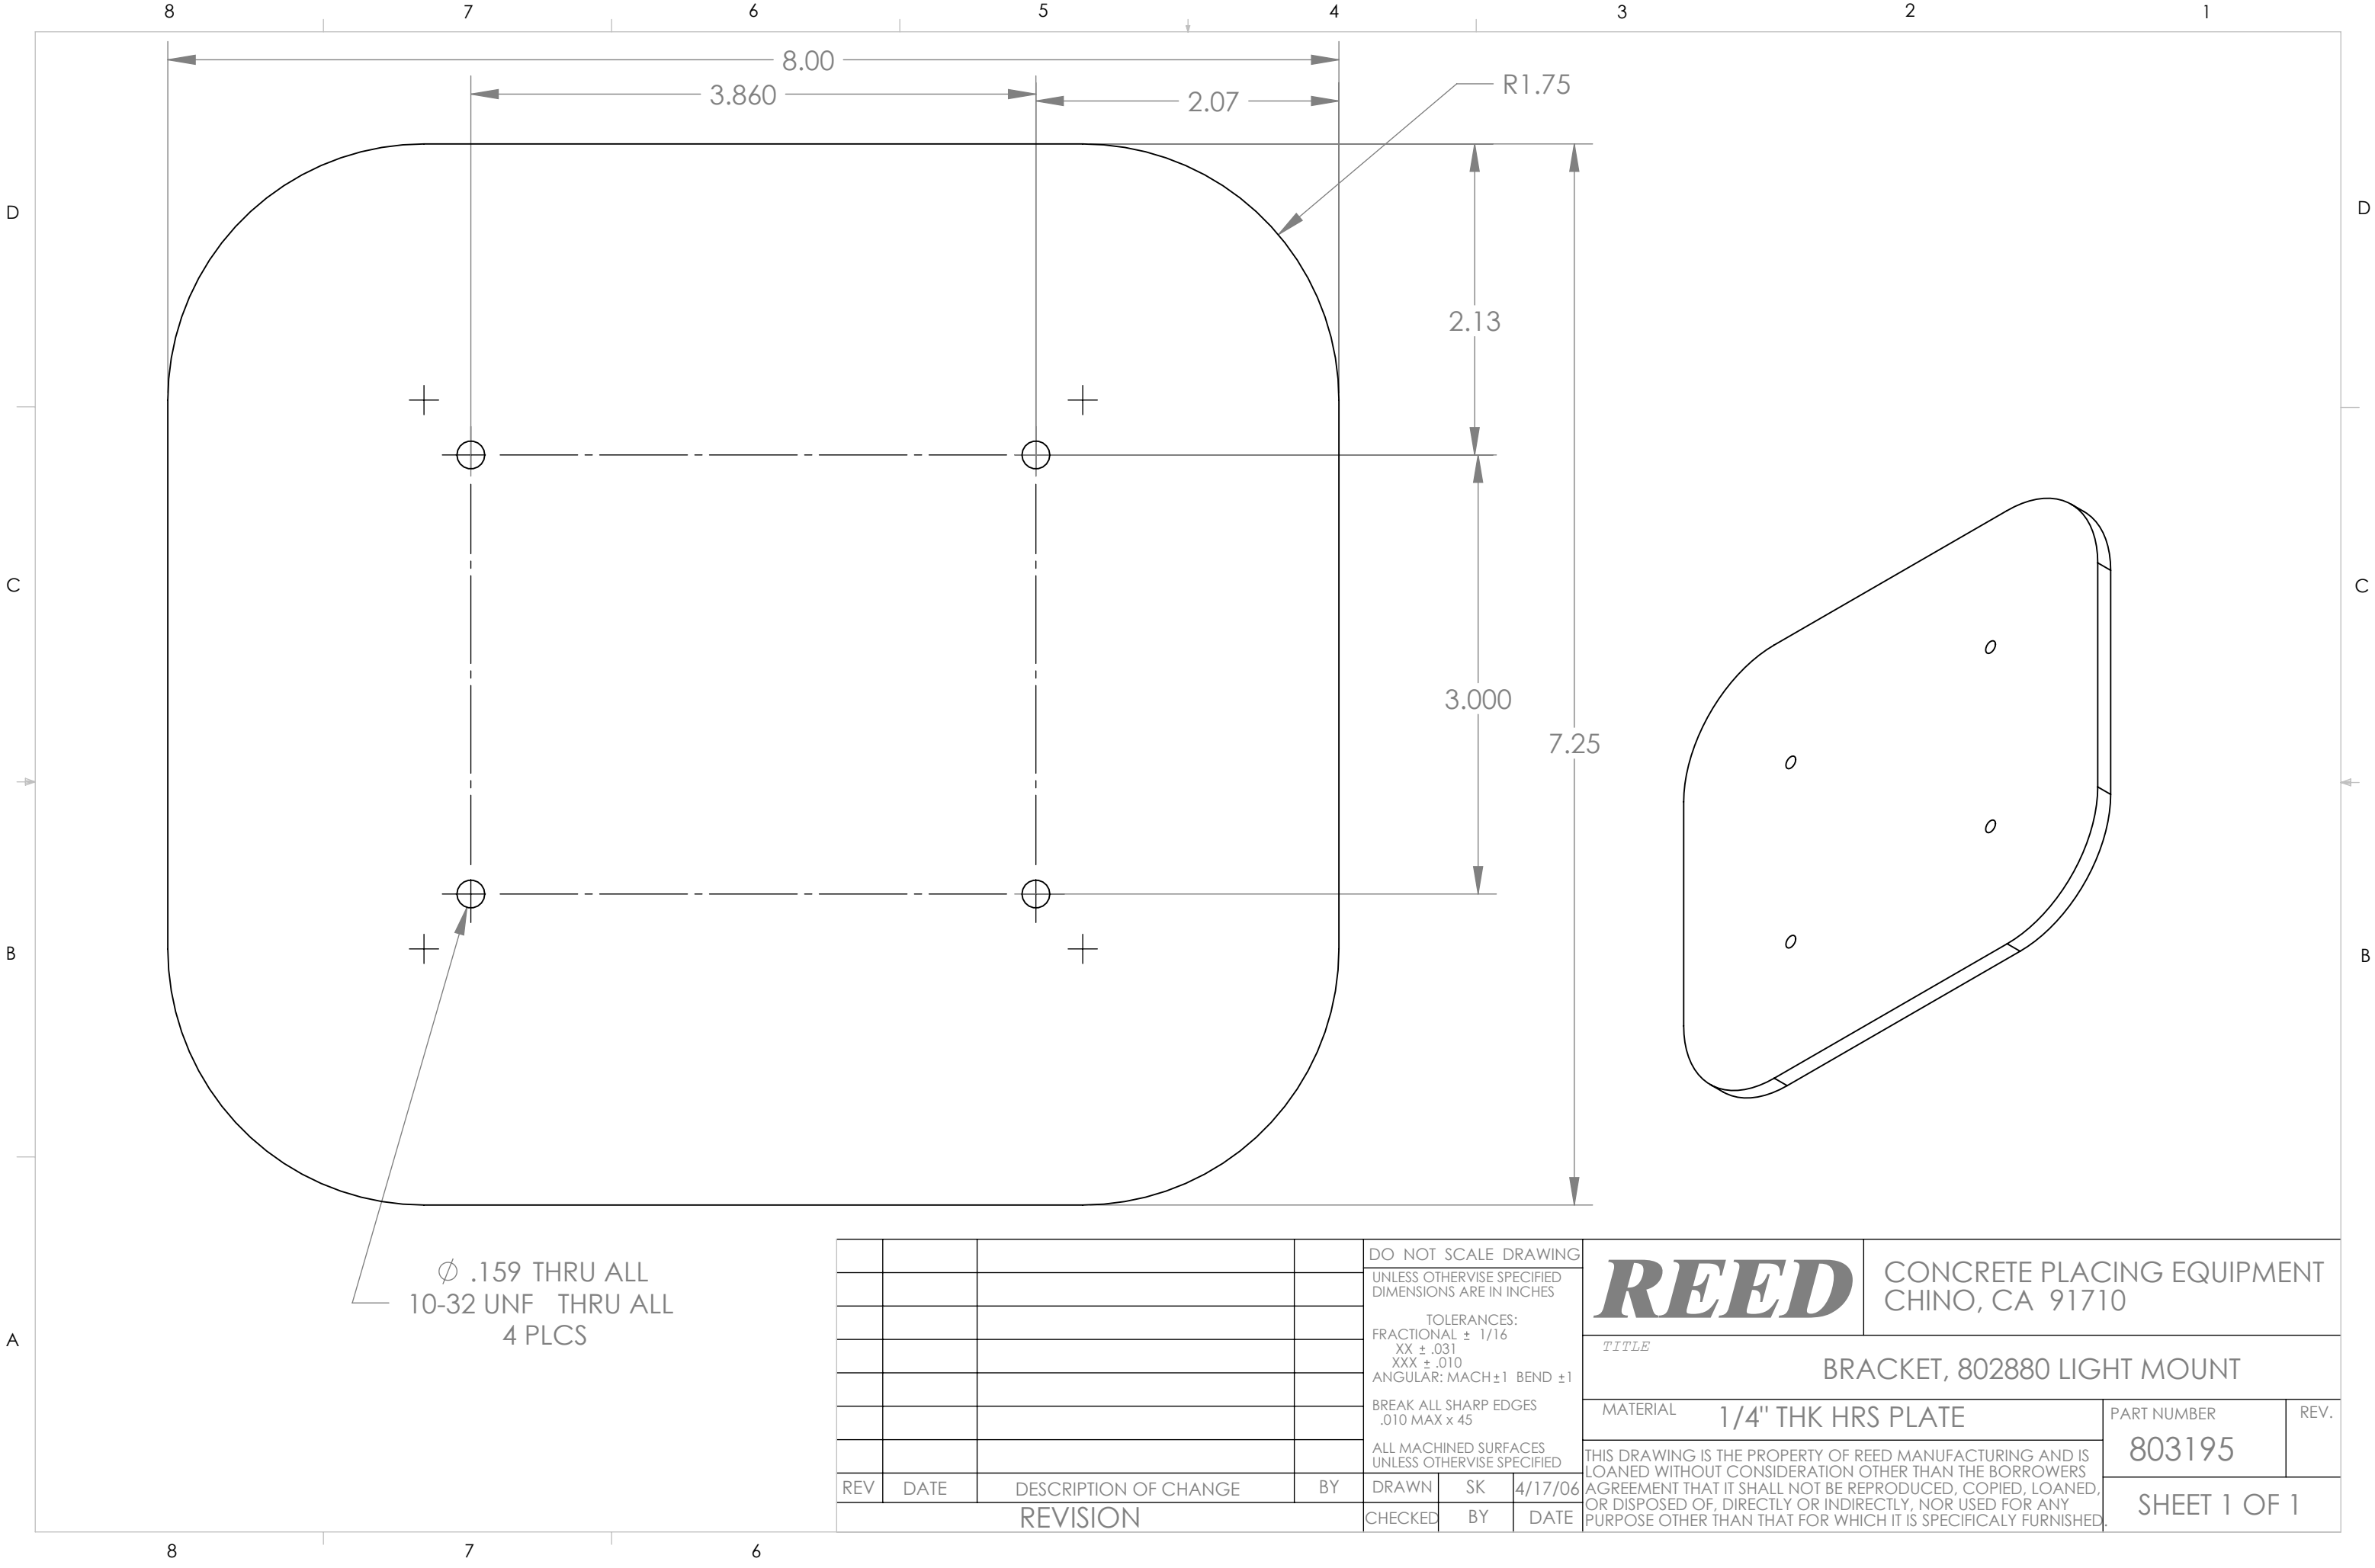 8 7 6 5 4 3 2 1
8.00
3.860
2.07
R1.75
D D
2.13
C C
3.000
7.25
B B
Ø .159 THRU ALL
10-32 UNF THRU ALL
4 PLCS
A
DO NOT SCALE DRAWING
UNLESS OTHERVISE SPECIFIED
DIMENSIONS ARE IN INCHES
TOLERANCES:
FRACTIONAL ± 1/16
XX ± .031
XXX ± .010
ANGULAR: MACH±1 BEND ±1
BREAK ALL SHARP EDGES
.010 MAX x 45
ALL MACHINED SURFACES
UNLESS OTHERVISE SPECIFIED
REED
CONCRETE PLACING EQUIPMENT
CHINO, CA 91710
TITLE
BRACKET, 802880 LIGHT MOUNT
MATERIAL
1/4" THK HRS PLATE
PART NUMBER
803195
REV.
THIS DRAWING IS THE PROPERTY OF REED MANUFACTURING AND IS
LOANED WITHOUT CONSIDERATION OTHER THAN THE BORROWERS
AGREEMENT THAT IT SHALL NOT BE REPRODUCED, COPIED, LOANED,
OR DISPOSED OF, DIRECTLY OR INDIRECTLY, NOR USED FOR ANY
PURPOSE OTHER THAN THAT FOR WHICH IT IS SPECIFICALY FURNISHED.
SHEET 1 OF 1
REV DATE DESCRIPTION OF CHANGE BY
DRAWN SK 4/17/06
REVISION
CHECKED BY DATE
8 7 6